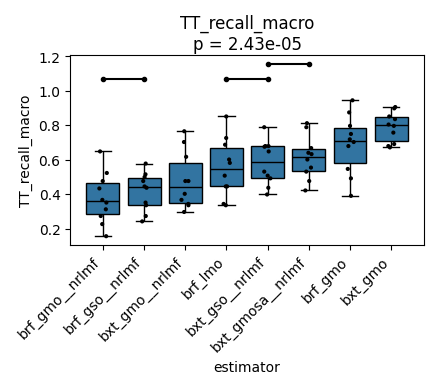 TT_recall_macro
p = 2.43e-05
TT_recall_macro
1.2
1.0
0.8
0.6
0.4
0.2
brf_gmo__nrlmf
brf_gso__nrlmf
bxt_gmo__nrlmf
brf_lmo
bxt_gso__nrlmf
bxt_gmosa__nrlmf
brf_gmo
bxt_gmo
estimator